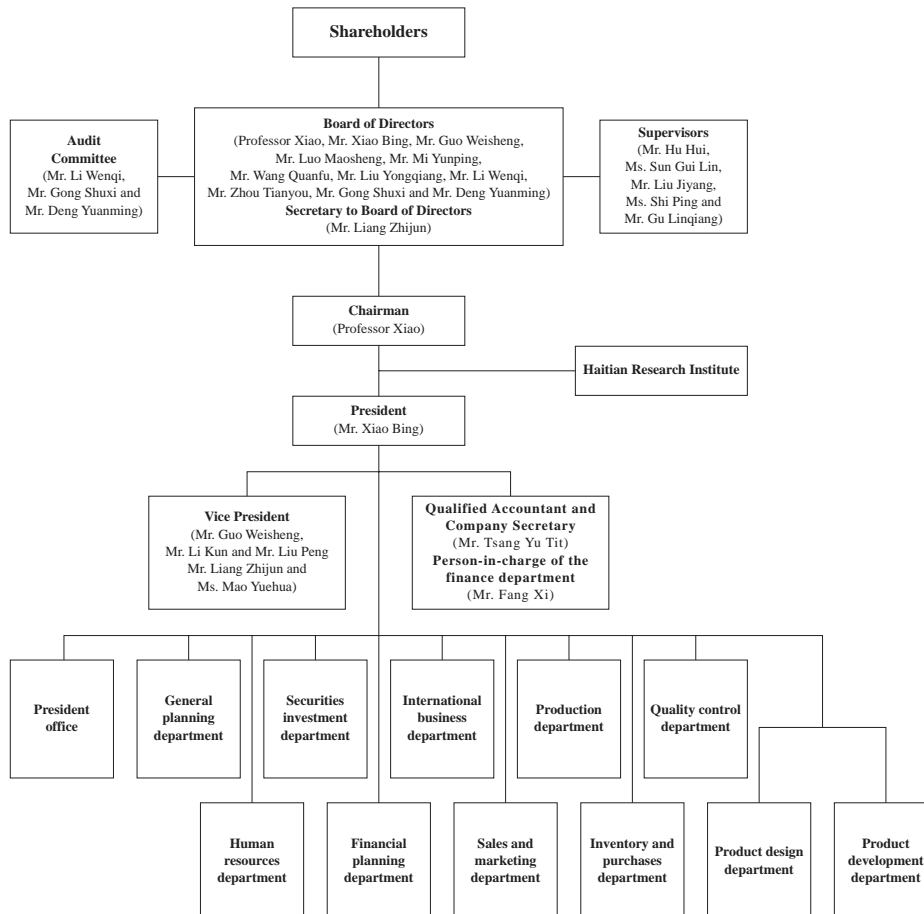 Shareholders
Audit
Committee
(Mr. Li Wenqi,
Mr. Gong Shuxi and
Mr. Deng Yuanming)
Board of Directors
(Professor Xiao, Mr. Xiao Bing, Mr. Guo Weisheng,
Mr. Luo Maosheng, Mr. Mi Yunping,
Mr. Wang Quanfu, Mr. Liu Yongqiang, Mr. Li Wenqi,
Mr. Zhou Tianyou, Mr. Gong Shuxi and Mr. Deng Yuanming)
Secretary to Board of Directors
(Mr. Liang Zhijun)
Supervisors
(Mr. Hu Hui,
Ms. Sun Gui Lin,
Mr. Liu Jiyang,
Ms. Shi Ping and
Mr. Gu Linqiang)
Chairman
(Professor Xiao)
Haitian Research Institute
President
(Mr. Xiao Bing)
Vice President
(Mr. Guo Weisheng,
Mr. Li Kun and Mr. Liu Peng
Mr. Liang Zhijun and
Ms. Mao Yuehua)
Qualified Accountant and
Company Secretary
(Mr. Tsang Yu Tit)
Person-in-charge of the
finance department
(Mr. Fang Xi)
President
office
General
planning
department
Securities
investment
department
International
business
department
Production
department
Quality control
department
Human
resources
department
Financial
planning
department
Sales and
marketing
department
Inventory and
purchases
department
Product design
department
Product
development
department